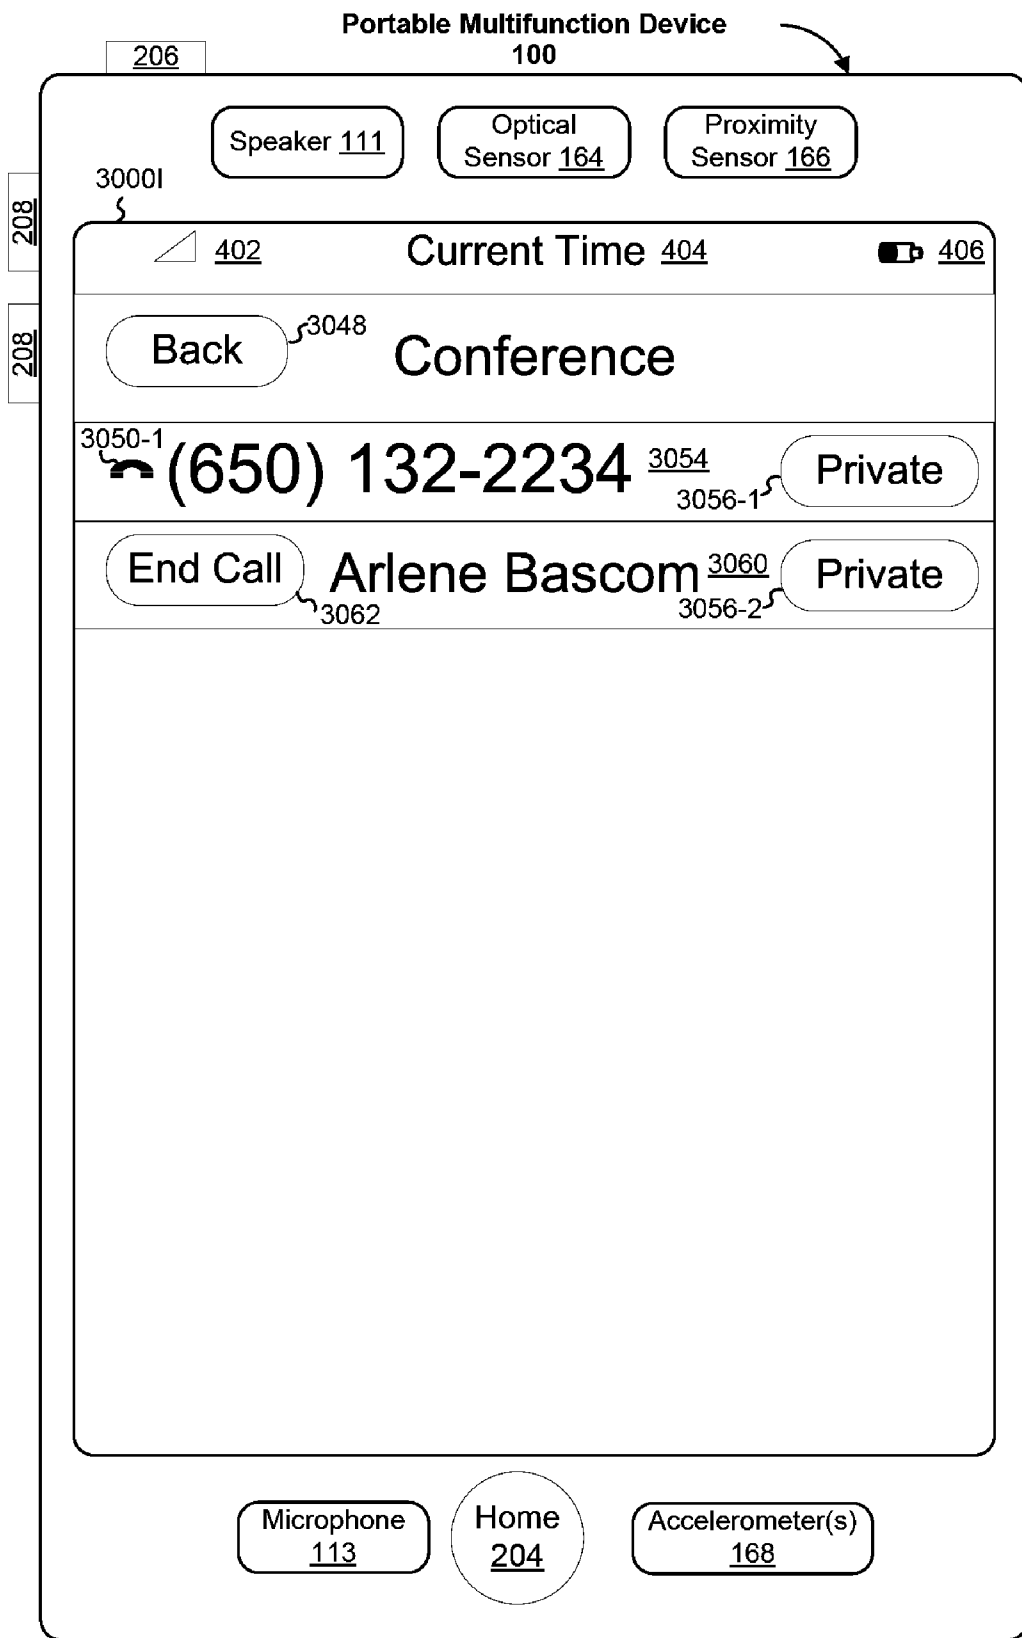 Portable Multifunction Device
100
206
Speaker 111
Optical
Sensor 164
Proximity
Sensor 166
3000I
208
402
Current Time 404
406
208
Back
3048
Conference
3050-1
(650) 132-2234
3054
3056-1
Private
End Call
3062
Arlene Bascom
3060
3056-2
Private
Microphone
113
Home
204
Accelerometer(s)
168